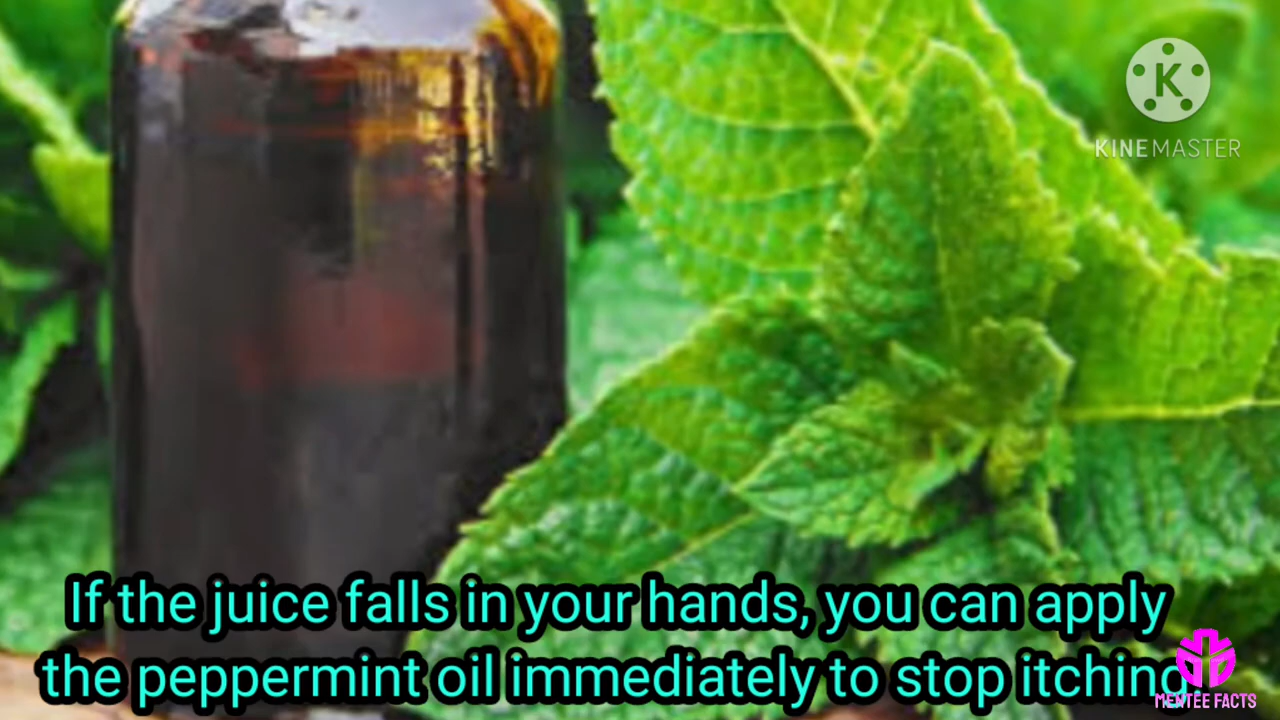 K
KINEMASTER
If the juice falls in your hands, you can apply
the peppermint oil immediately to stop itching.
MENTEE FACTS